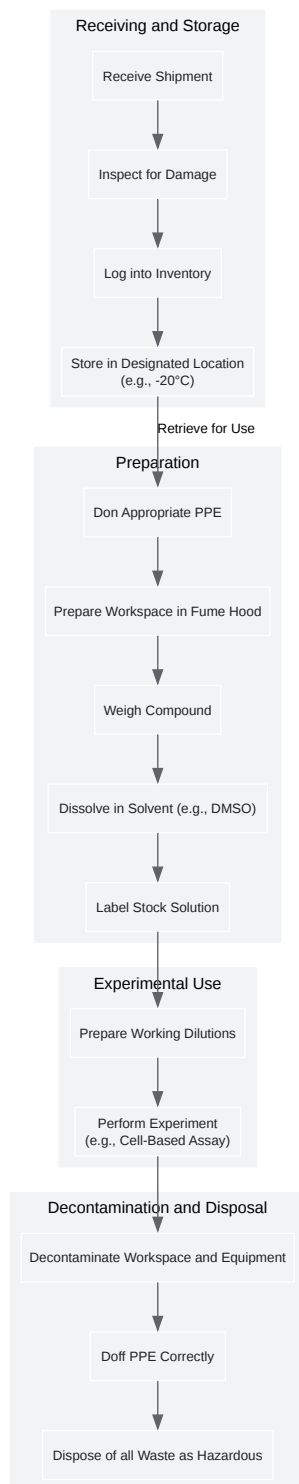 Receiving and Storage
Receive Shipment
Inspect for Damage
Log into Inventory
Store in Designated Location
(e.g., -20°C)
Retrieve for Use
Preparation
Don Appropriate PPE
Prepare Workspace in Fume Hood
Weigh Compound
Dissolve in Solvent (e.g., DMSO)
Label Stock Solution
Experimental Use
Prepare Working Dilutions
Perform Experiment
(e.g., Cell-Based Assay)
Decontamination and Disposal
Decontaminate Workspace and Equipment
Doff PPE Correctly
Dispose of all Waste as Hazardous